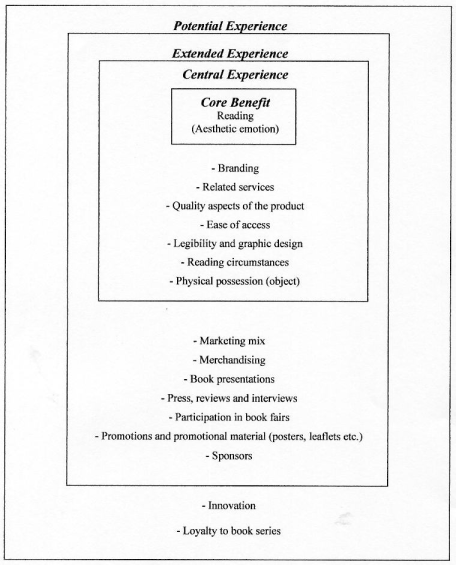 Potential Experience
Extended Experience
Central Experience
Core Benefit
Reading
(Aesthetic emotion)
- Branding
- Related services
- Quality aspects of the product
- Ease of access
- Legibility and graphic design
- Reading circumstances
- Physical possession (object)
- Marketing mix
- Merchandising
- Book presentations
- Press, reviews and interviews
- Participation in book fairs
- Promotions and promotional material (posters, leaflets etc.)
- Sponsors
- Innovation
- Loyalty to book series